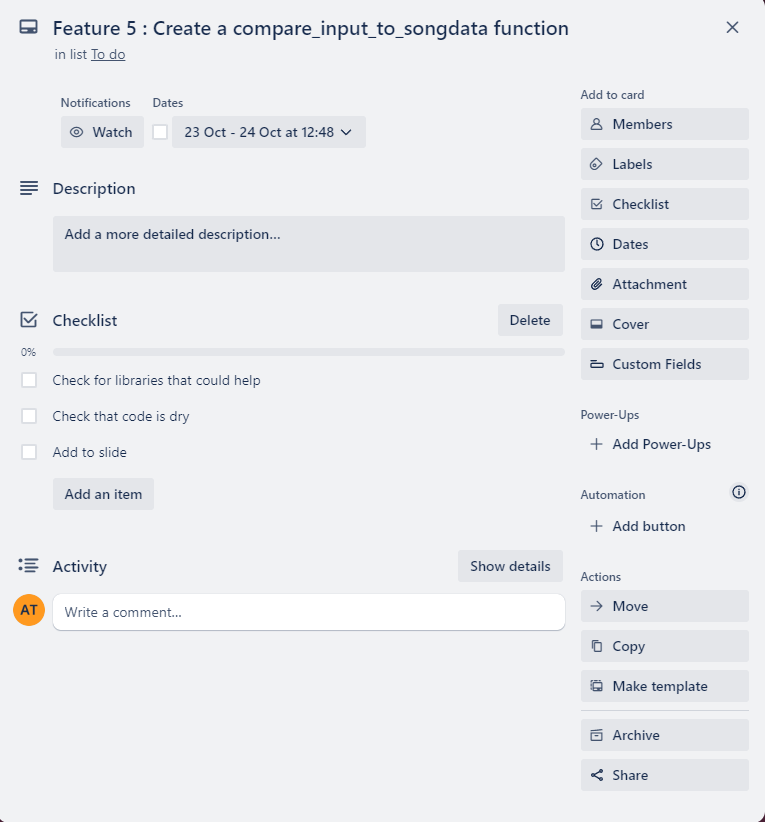 Feature 5 : Create a compare_input_to_songdata function
in list To do
Notifications
Dates
Watch
23 Oct - 24 Oct at 12:48
Description
Add a more detailed description...
Checklist
Delete
0%
Check for libraries that could help
Check that code is dry
Add to slide
Add an item
Activity
Show details
AT
Write a comment...
Add to card
Members
Labels
Checklist
Dates
Attachment
Cover
Custom Fields
Power-Ups
Add Power-Ups
Automation
Add button
Actions
Move
Copy
Make template
Archive
Share